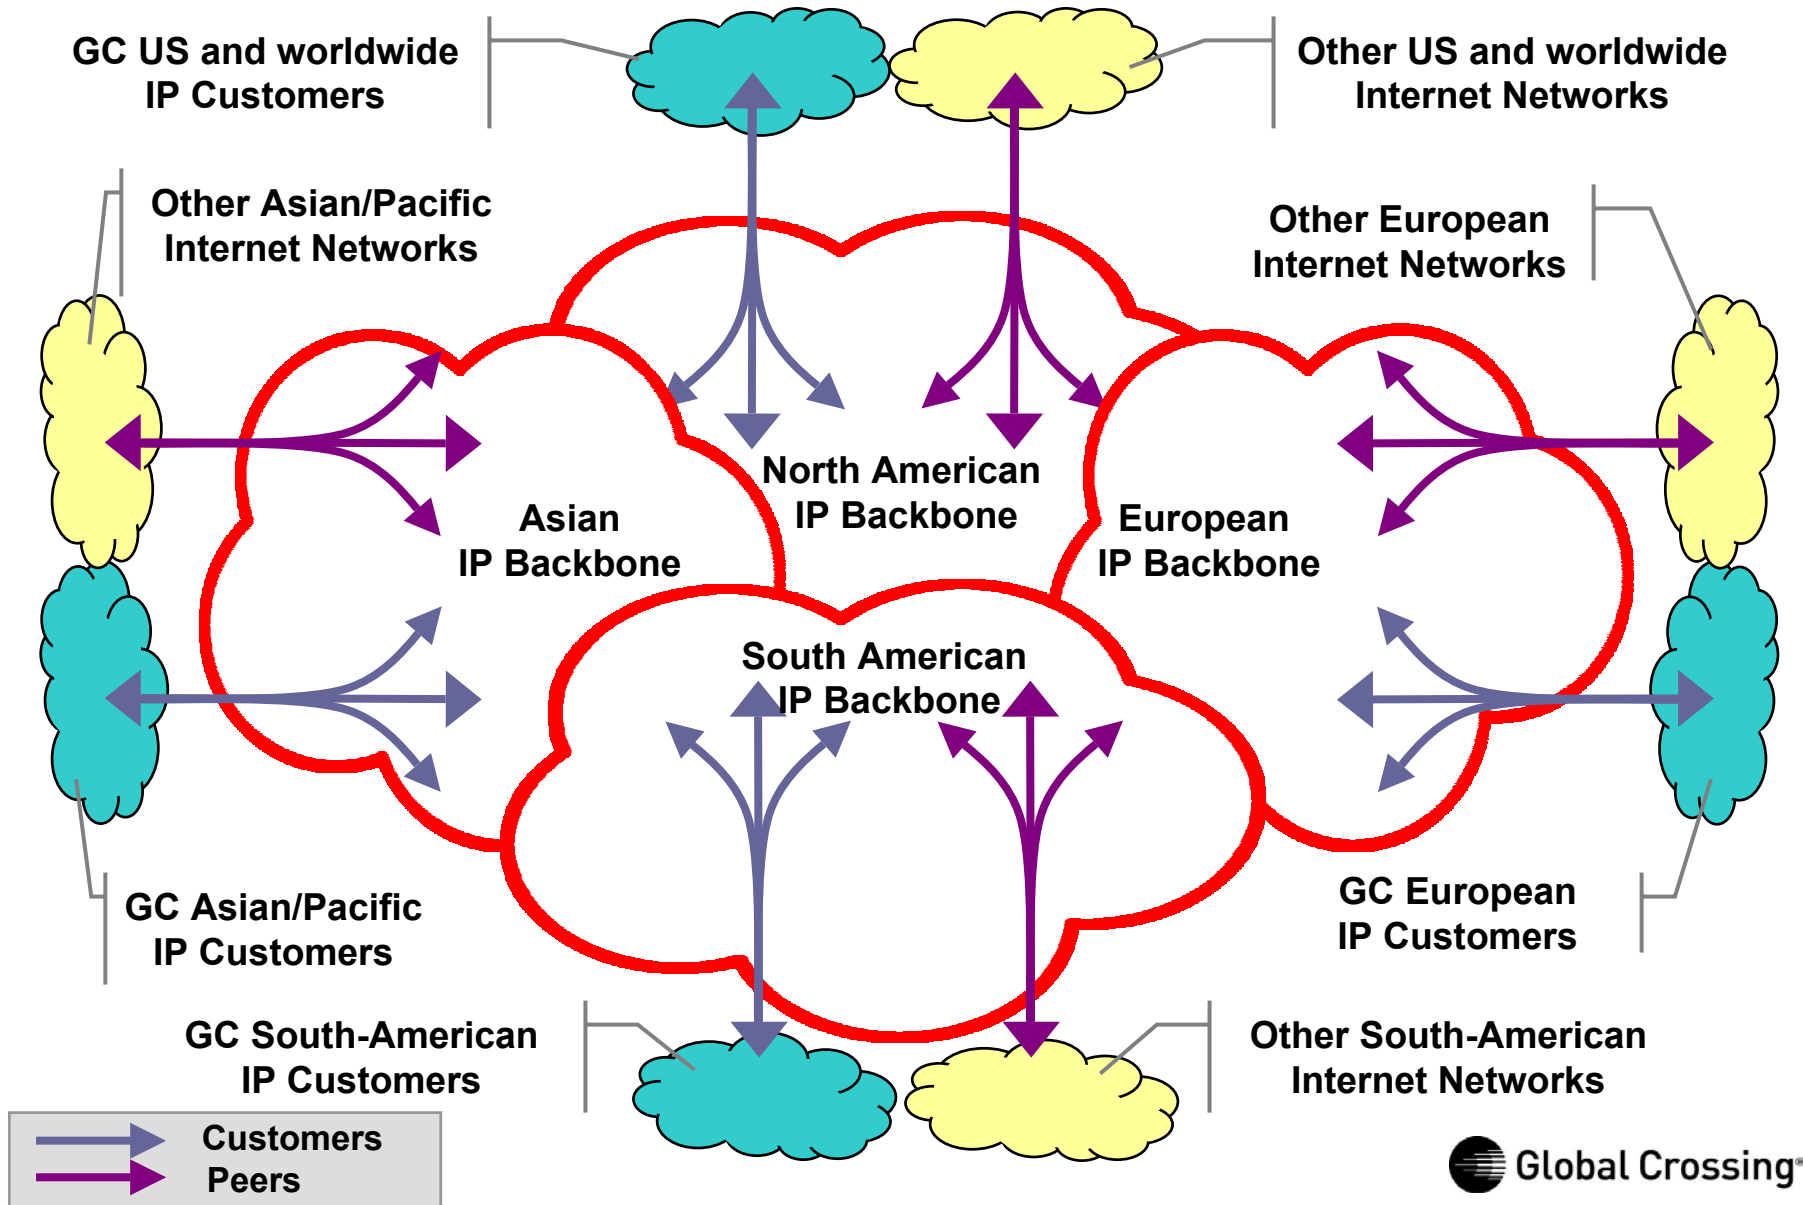 GC US and worldwide
IP Customers
Other US and worldwide
Internet Networks
Other Asian/Pacific
Internet Networks
Other European
Internet Networks
North American
IP Backbone
Asian
IP Backbone
European
IP Backbone
South American
IP Backbone
GC Asian/Pacific
IP Customers
GC European
IP Customers
GC South-American
IP Customers
Other South-American
Internet Networks
Customers
Peers
Global Crossing